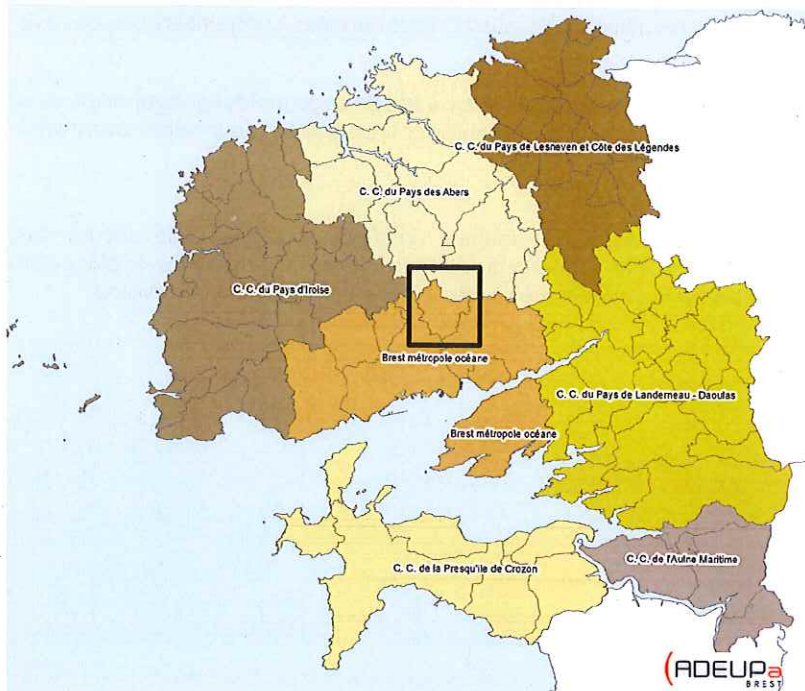 C. C. du Pays de Lesneven et Côte des Légendes
C. C. du Pays des Abers
C. C. du Pays d'Iroise
Brest métropole océane
C. C. du Pays de Landerneau - Daoulas
Brest métropole océane
C. C. de l'Aulne Maritime
C. C. de la Presqu'île de Crozon
(ADEUPa
BREST